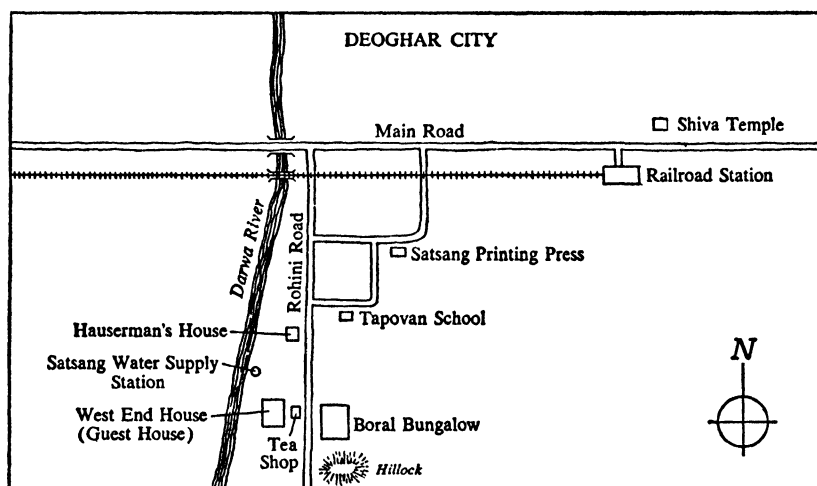 DEOGHAR CITY
Main Road
Shiva Temple
Railroad Station
Darwa River
Rohini Road
Satsang Printing Press
Hauserman's House
Tapovan School
Satsang Water Supply
Station
N
West End House
(Guest House)
Tea
Shop
Boral Bungalow
Hillock